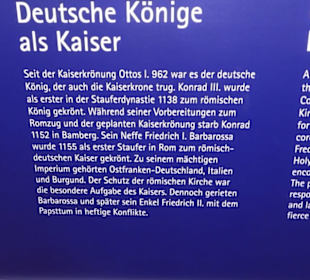 Deutsche Könige
als Kaiser
Seit der Kaiserkrönung Ottos I. 962 war es der deutsche
König, der auch die Kaiserkrone trug. Konrad III. wurde
als erster in der Stauferdynastie 1138 zum römischen
König gekrönt. Während seiner Vorbereitungen zum
Romzug und der geplanten Kaiserkrönung starb Konrad
1152 in Bamberg. Sein Neffe Friedrich I. Barbarossa
wurde 1155 als erster Staufer in Rom zum römisch-
deutschen Kaiser gekrönt. Zu seinem mächtigen
Imperium gehörten Ostfranken-Deutschland, Italien
und Burgund. Der Schutz der römischen Kirche war
die besondere Aufgabe des Kaisers. Dennoch gerieten
Barbarossa und später sein Enkel Friedrich II. mit dem
Papsttum in heftige Konflikte.